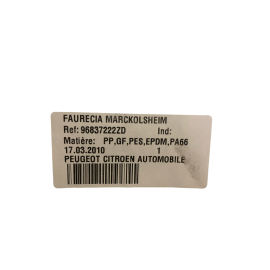 FAURECIA MARCKOLSHEIM
Ref: 96837222ZD Ind:
Matière: PP,GF,PES,EPDM,PA66
17.03.2010 1
PEUGEOT CITROEN AUTOMOBILE